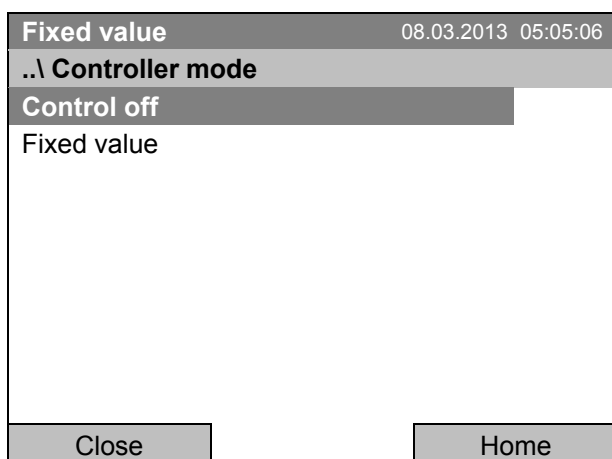 Fixed value 08.03.2013 05:05:06
..\ Controller mode
Control off
Fixed value
Close Home